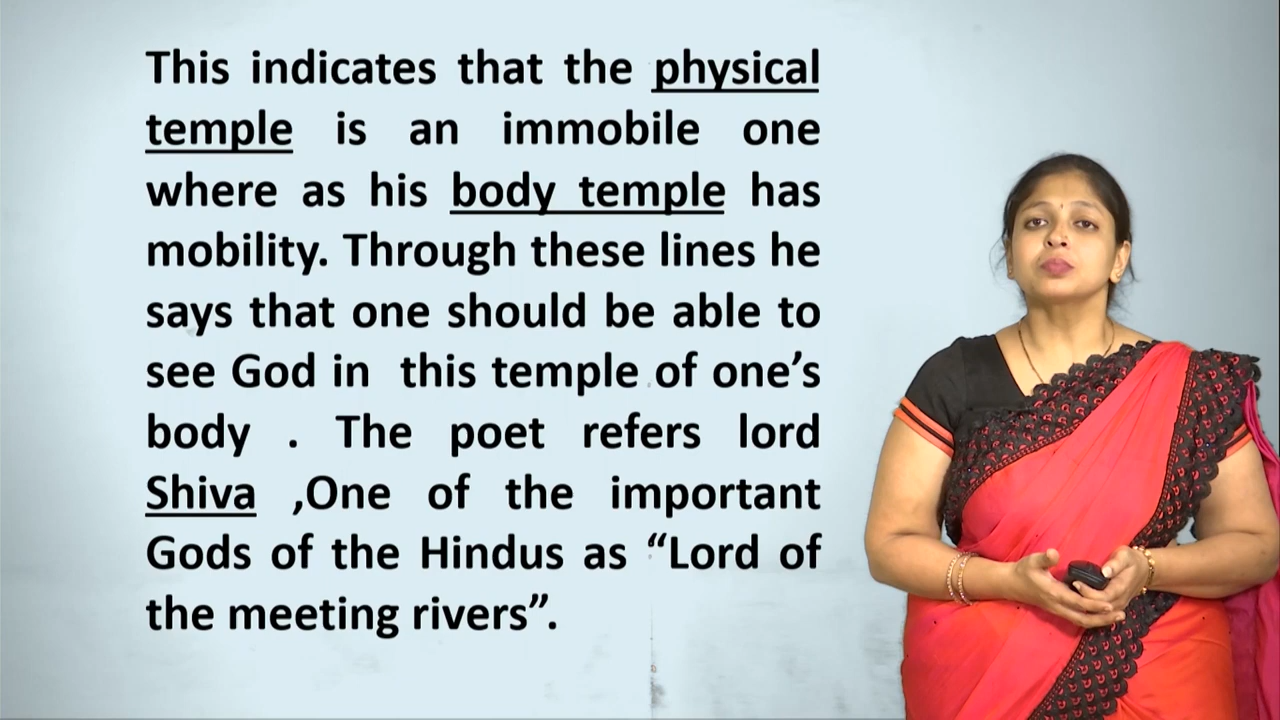 This indicates that the physical
temple is an immobile one
where as his body temple has
mobility. Through these lines he
says that one should be able to
see God in  this temple of one’s
body . The poet refers lord
Shiva ,One of the important
Gods of the Hindus as “Lord of
the meeting rivers”.